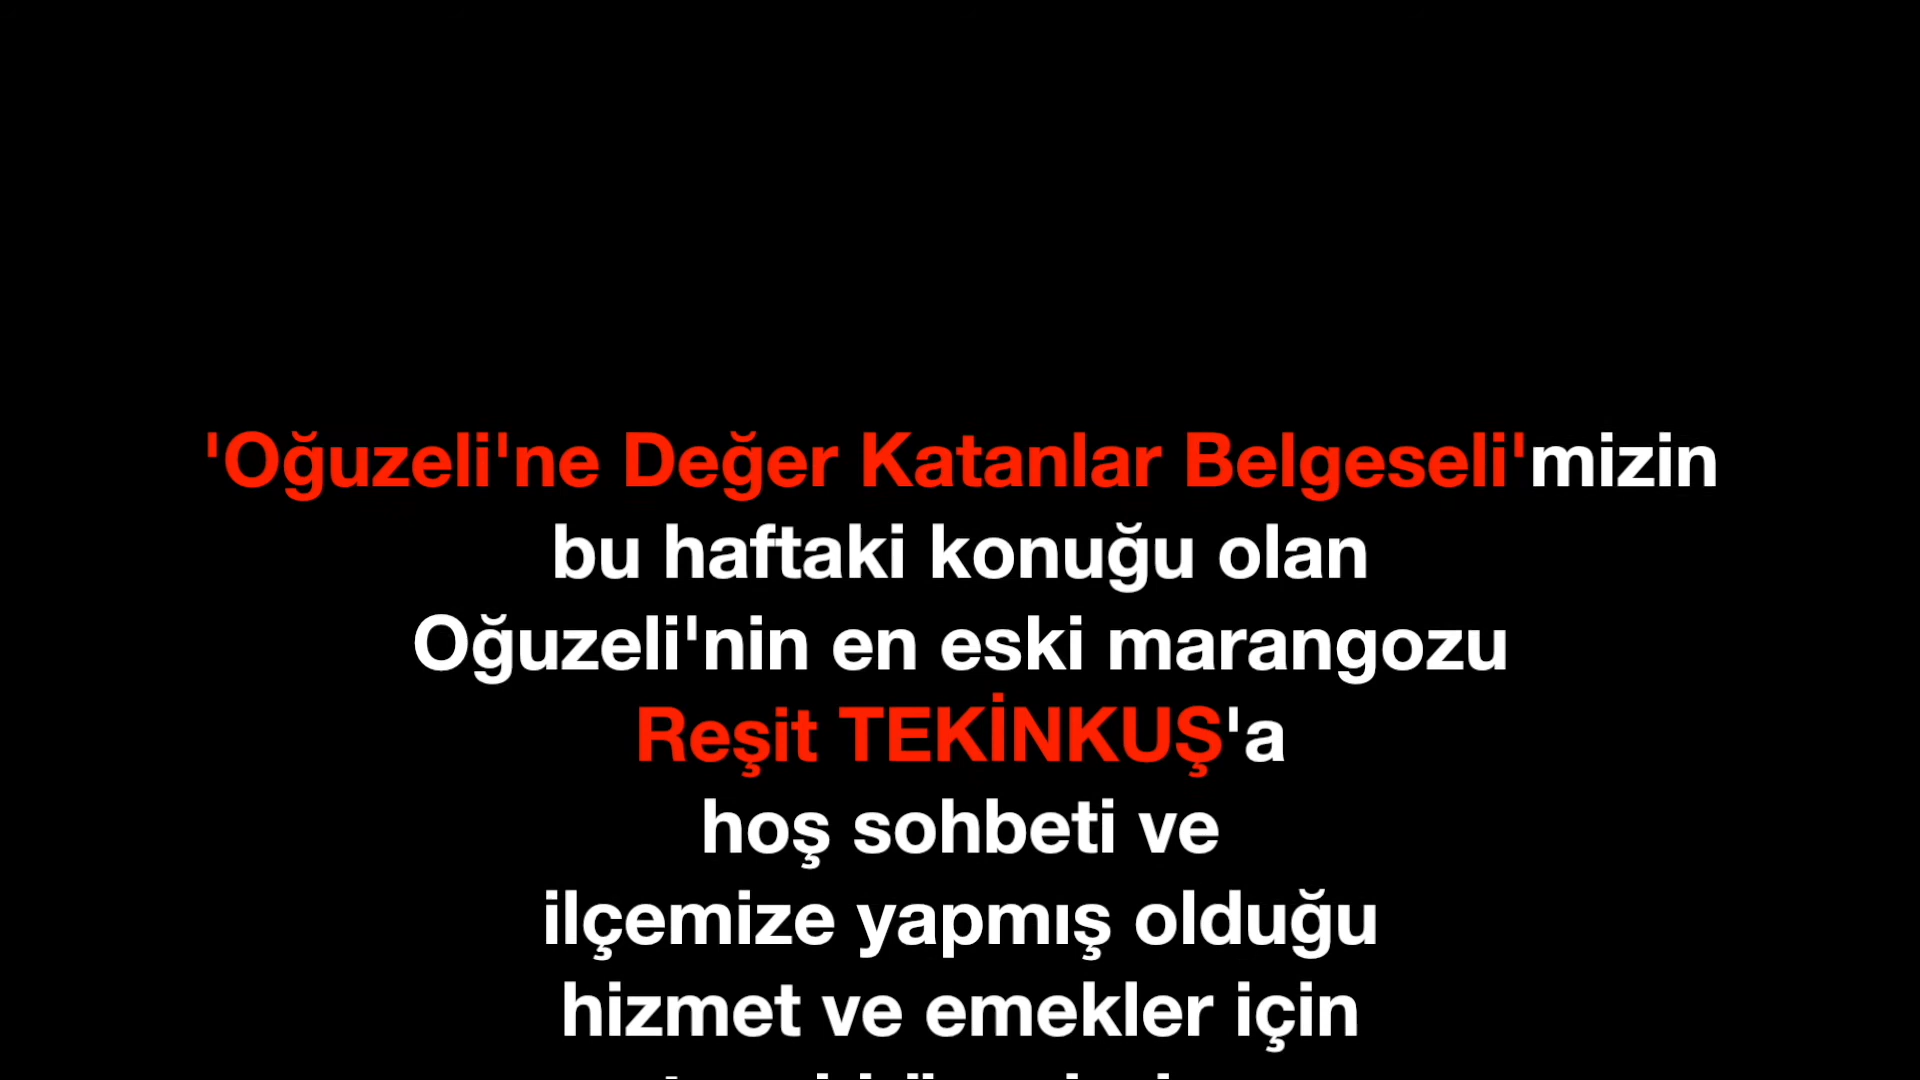 'Oğuzeli'ne Değer Katanlar Belgeseli'mizin
bu haftaki konuğu olan
Oğuzeli'nin en eski marangozu
Reşit TEKİNKUŞ'a
hoş sohbeti ve
ilçemize yapmış olduğu
hizmet ve emekler için